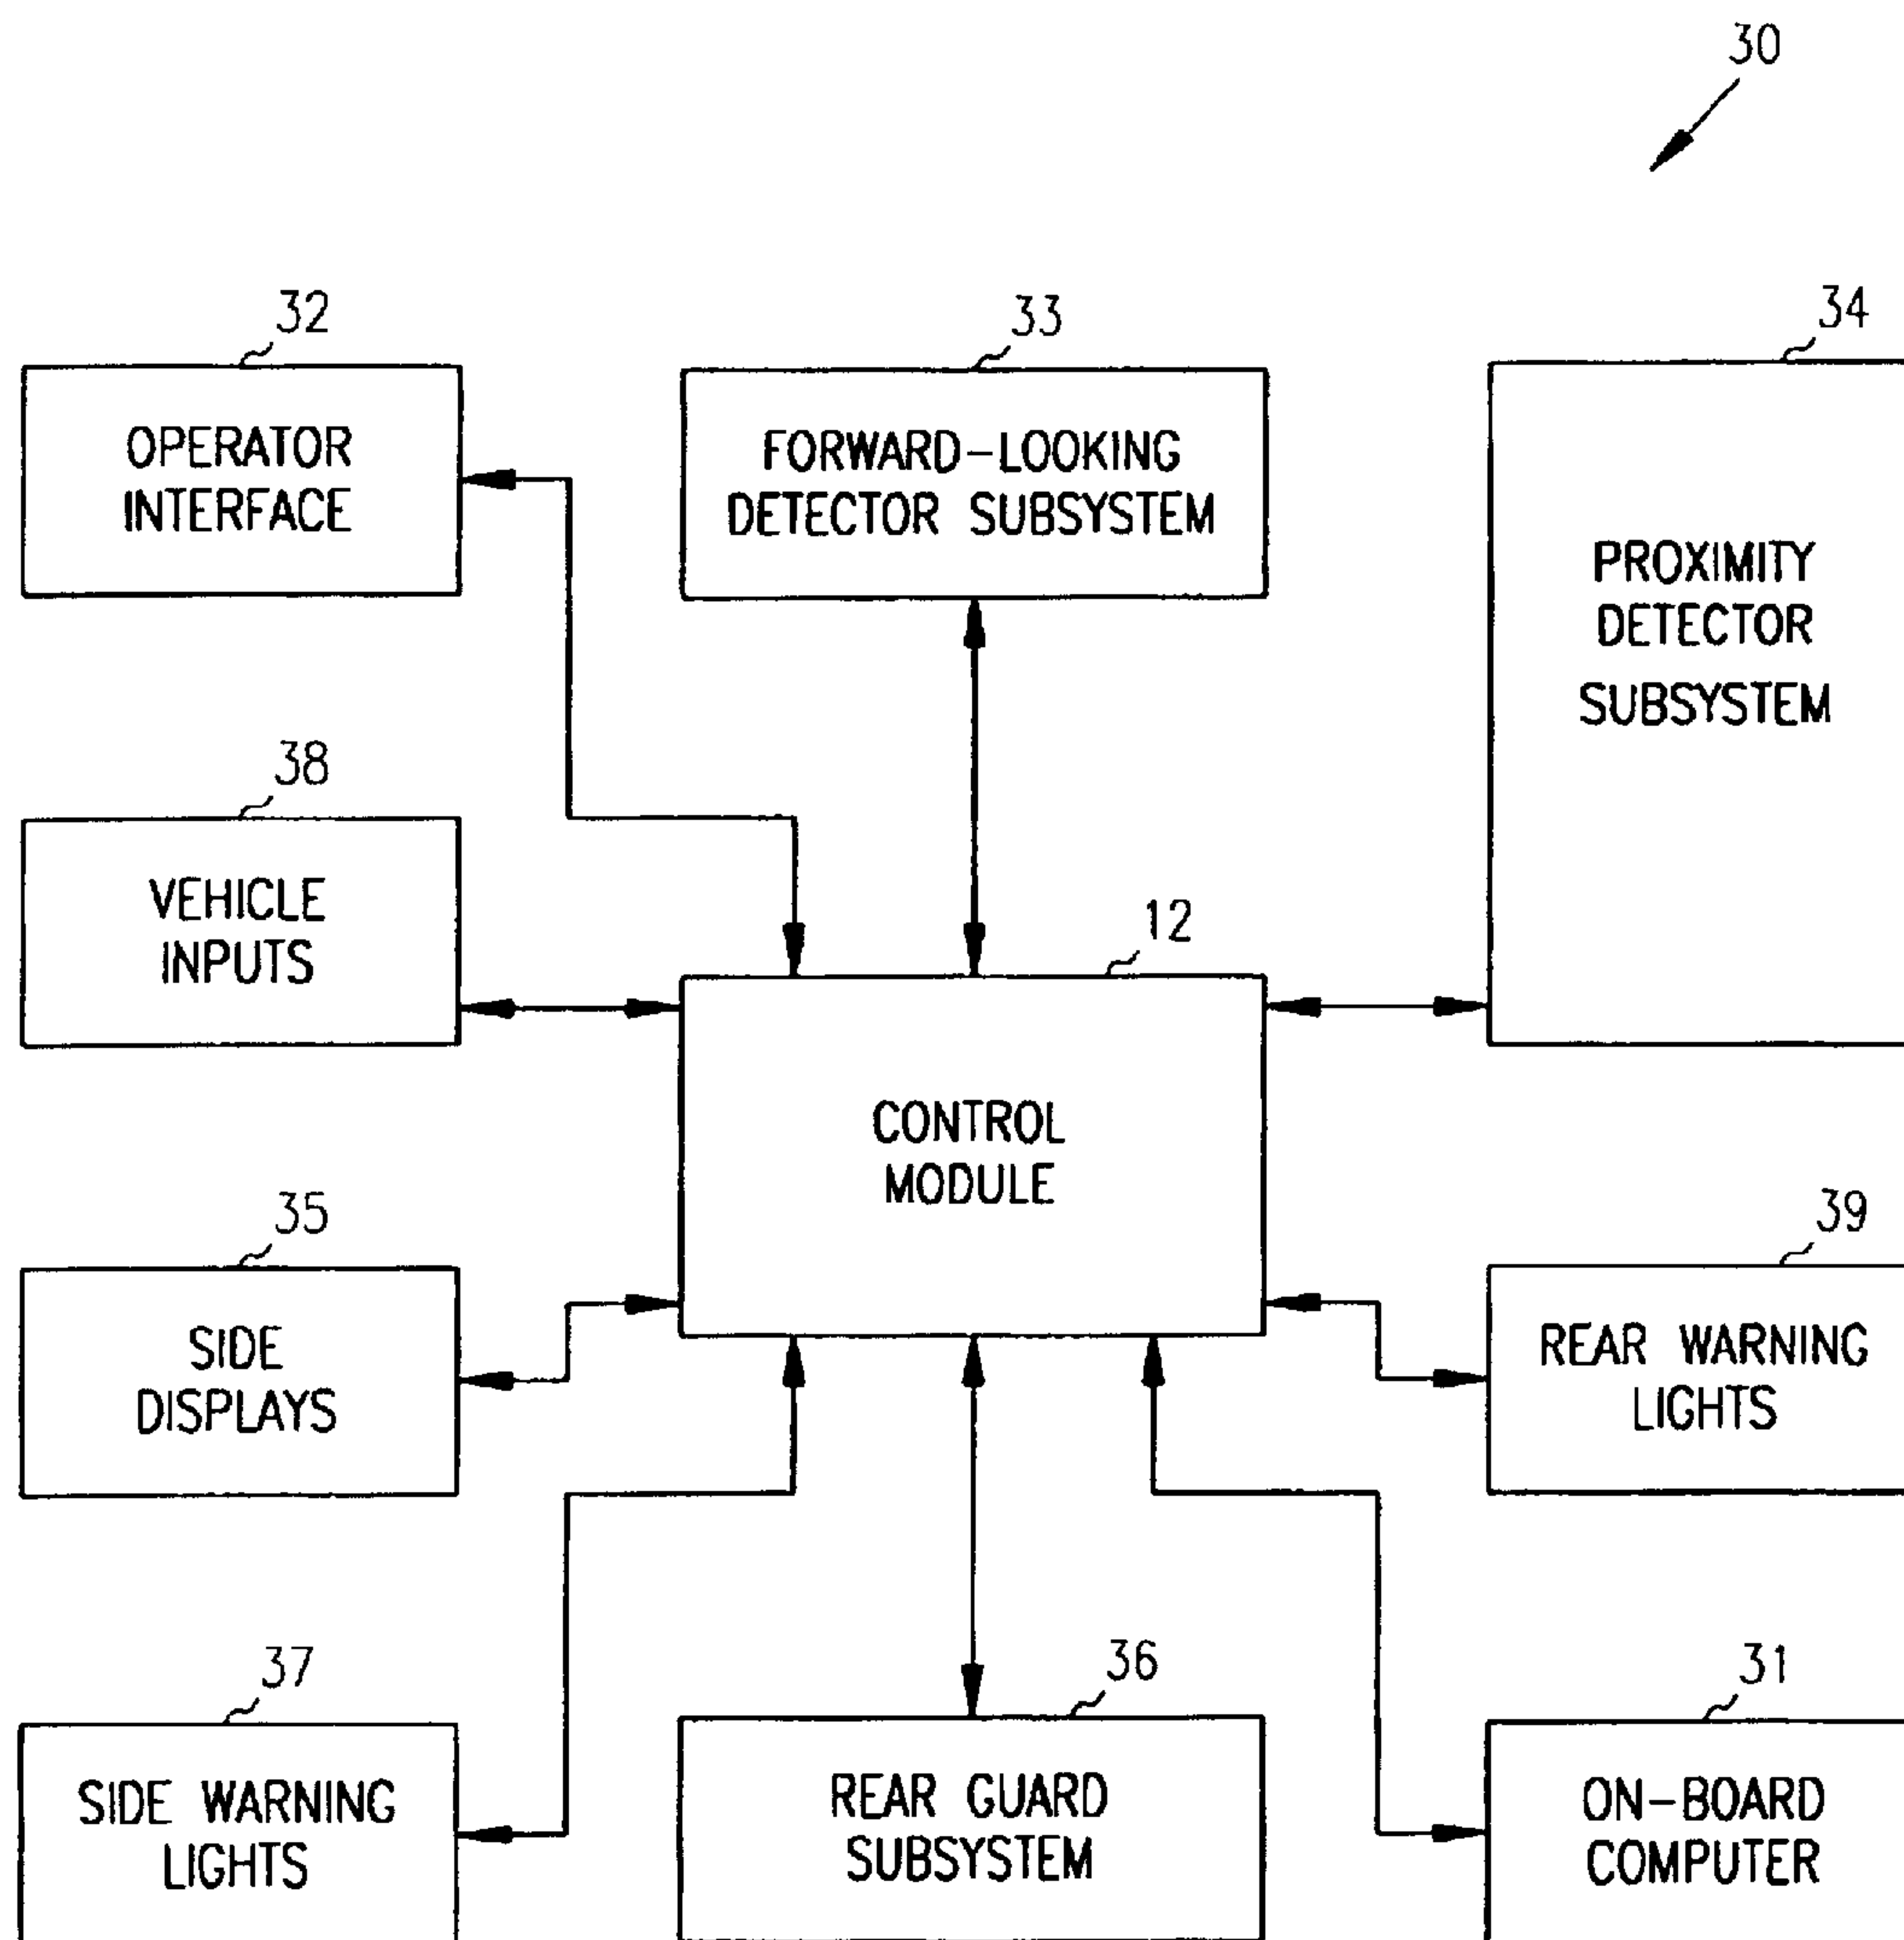 30
32
OPERATOR
INTERFACE
33
FORWARD-LOOKING
DETECTOR SUBSYSTEM
34
PROXIMITY
DETECTOR
SUBSYSTEM
38
VEHICLE
INPUTS
12
CONTROL
MODULE
35
SIDE
DISPLAYS
39
REAR WARNING
LIGHTS
37
SIDE WARNING
LIGHTS
36
REAR GUARD
SUBSYSTEM
31
ON-BOARD
COMPUTER